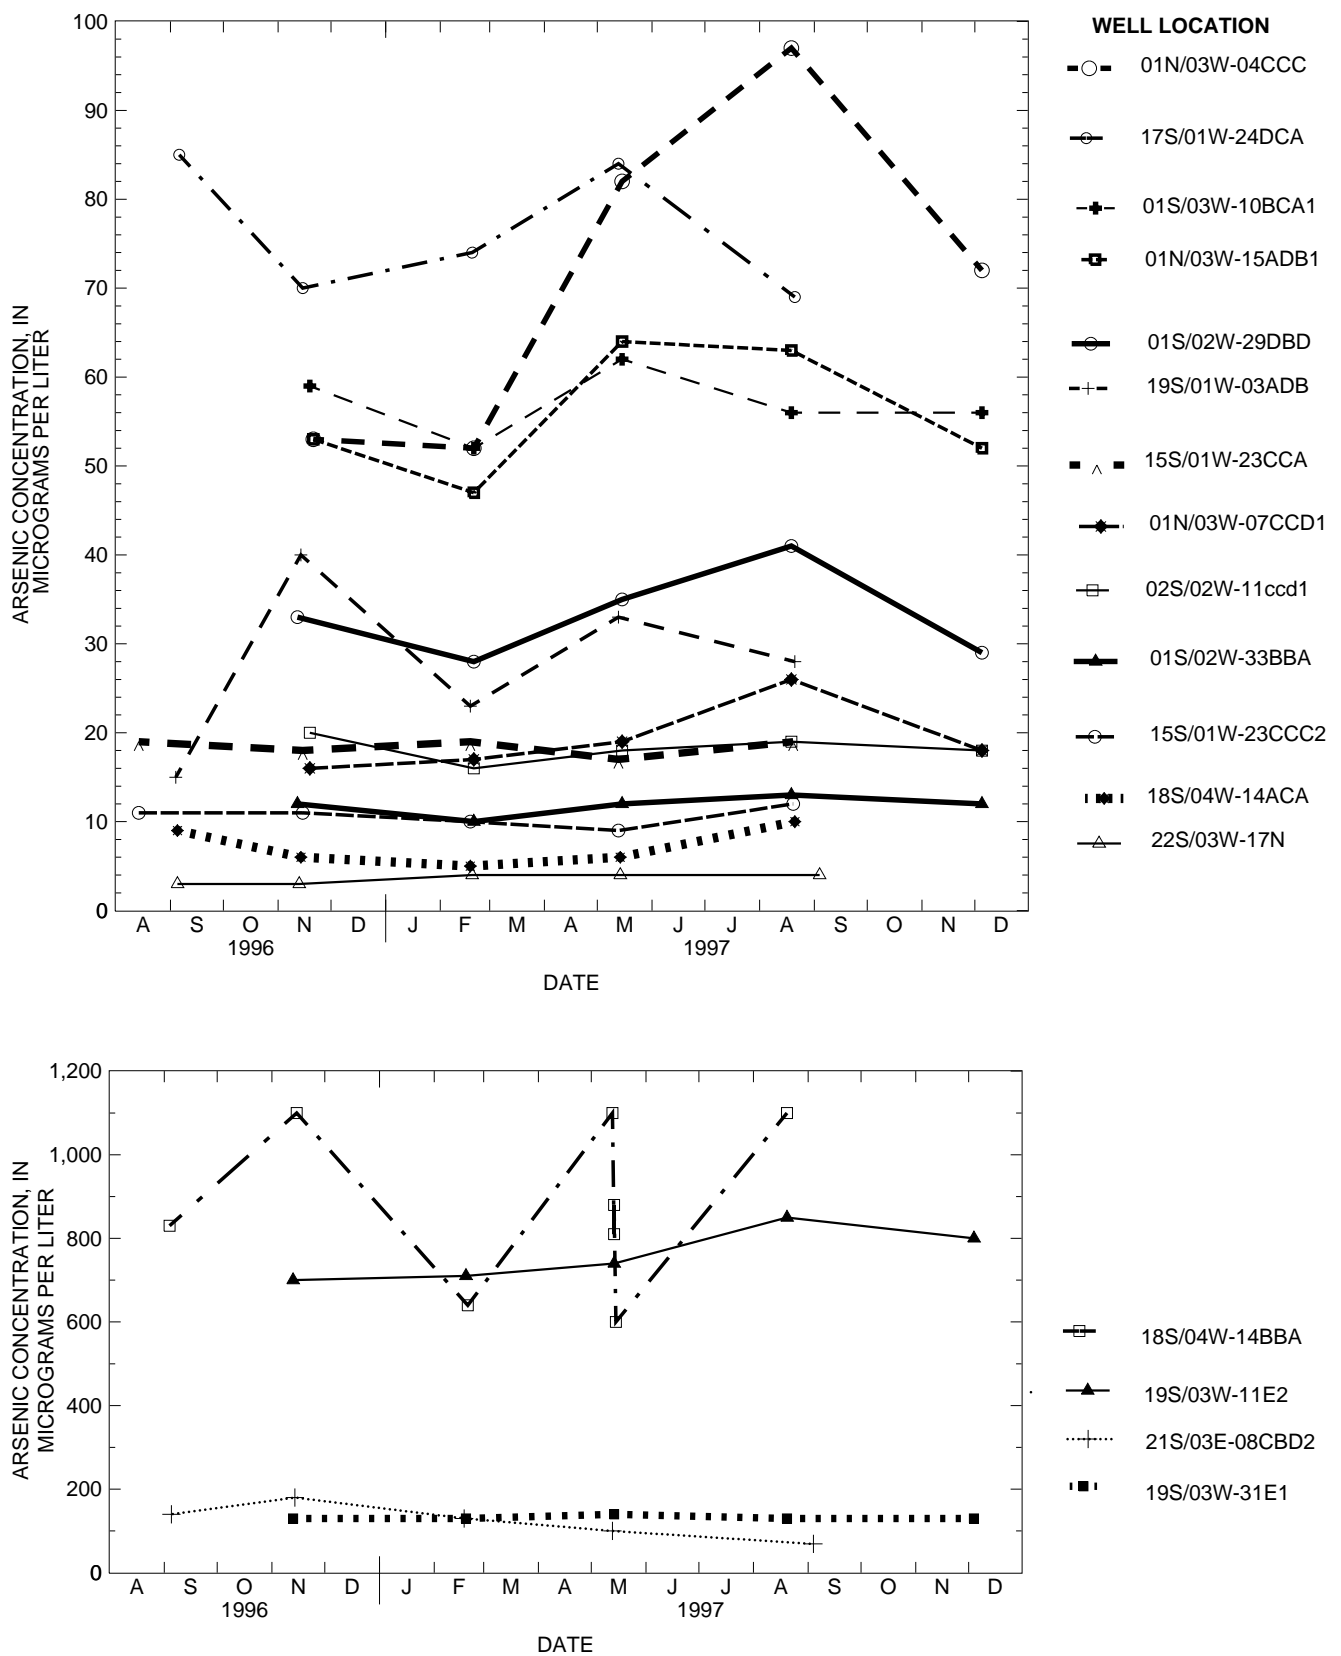 WELL LOCATION
01N/03W-04CCC
17S/01W-24DCA
01S/03W-10BCA1
01N/03W-15ADB1
01S/02W-29DBD
19S/01W-03ADB
15S/01W-23CCA
01N/03W-07CCD1
02S/02W-11ccd1
01S/02W-33BBA
15S/01W-23CCC2
18S/04W-14ACA
22S/03W-17N
ARSENIC CONCENTRATION, IN
MICROGRAMS PER LITER
100
90
80
70
60
50
40
30
20
10
0
A S O N D J F M A M J J A S O N D
1996 1997
DATE
ARSENIC CONCENTRATION, IN
MICROGRAMS PER LITER
1,200
1,000
800
600
400
200
0
A S O N D J F M A M J J A S O N D
1996 1997
DATE
18S/04W-14BBA
19S/03W-11E2
21S/03E-08CBD2
19S/03W-31E1